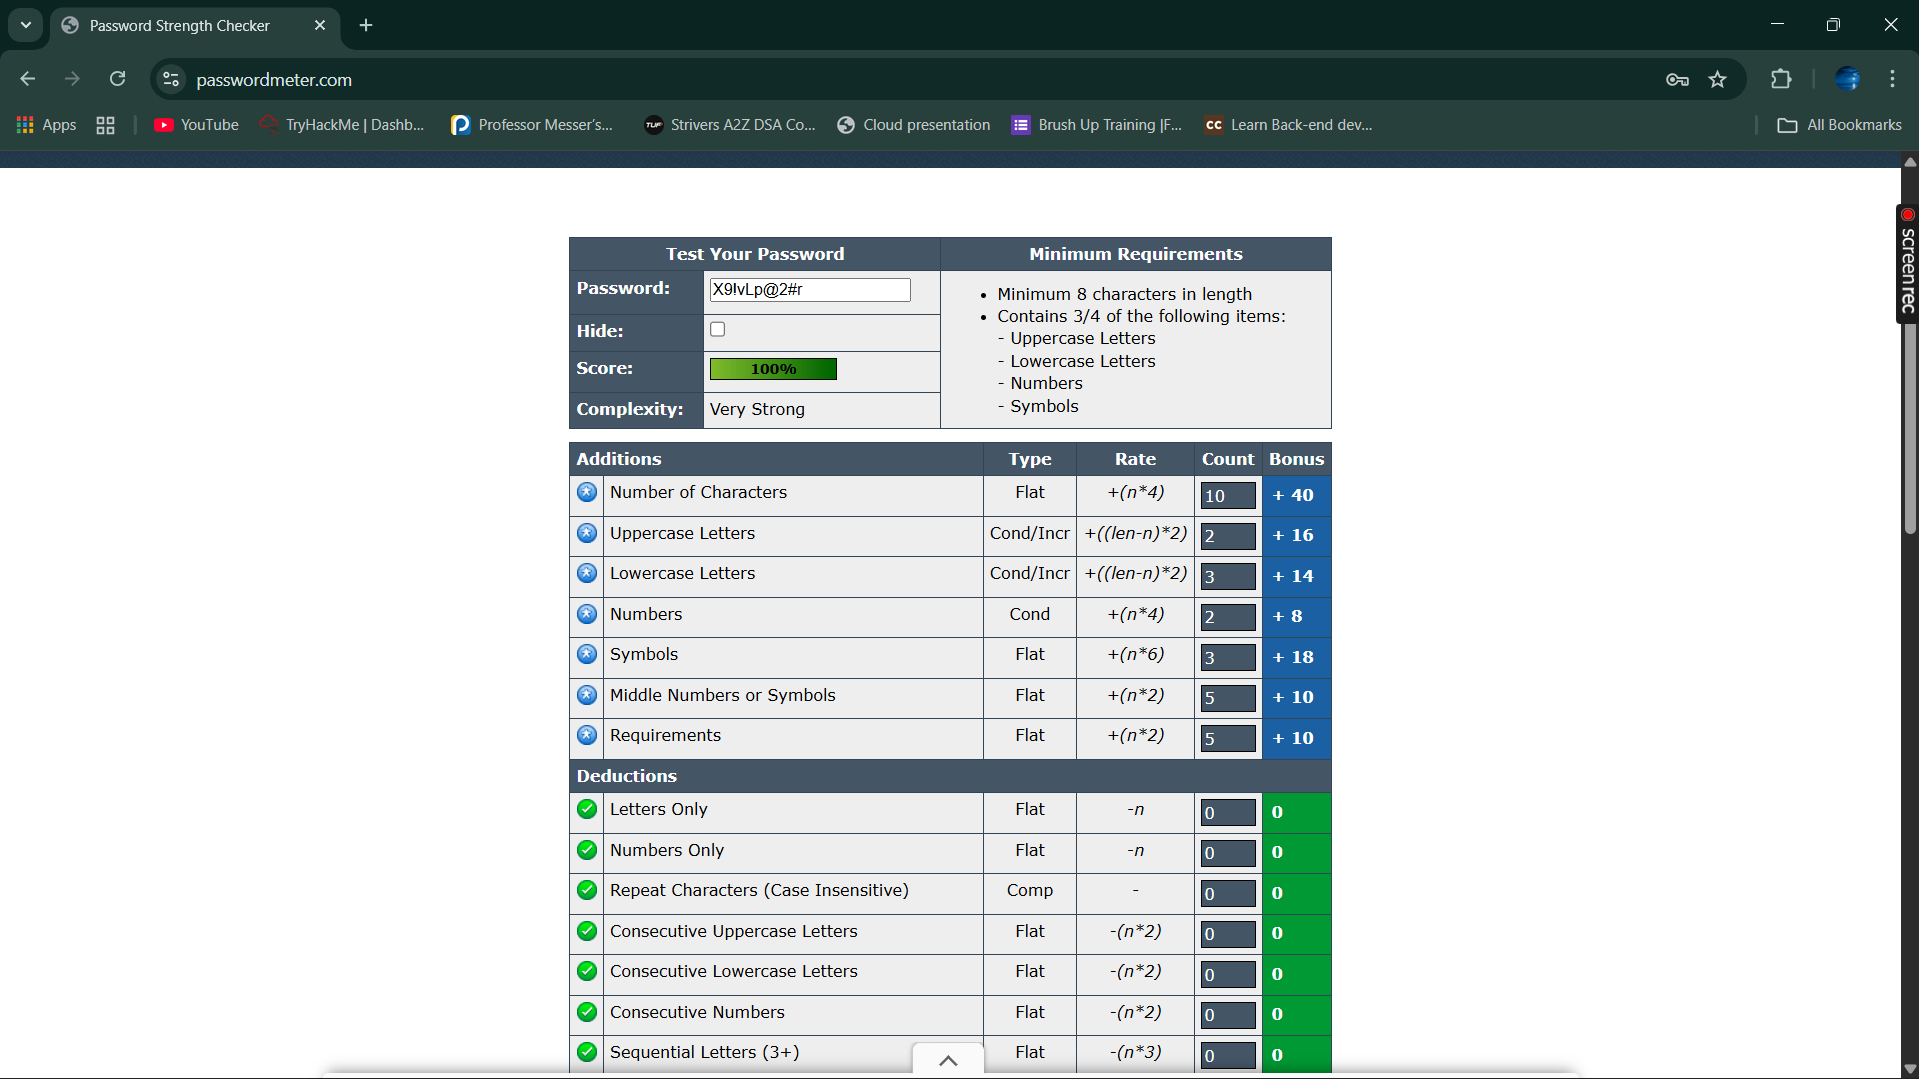 Password Strength Checker
passwordmeter.com
Apps
YouTube
TryHackMe | Dashb...
Professor Messer's...
TUF
Strivers A2Z DSA Co...
Cloud presentation
Brush Up Training |F...
CC
Learn Back-end dev...
All Bookmarks
screenrec
Test Your Password
Minimum Requirements
Password:
X9!vLp@2#r
Hide:
Score:
100%
Complexity:
Very Strong
• Minimum 8 characters in length
• Contains 3/4 of the following items:
- Uppercase Letters
- Lowercase Letters
- Numbers
- Symbols
Additions Type Rate Count Bonus
Number of Characters Flat +(n*4) 10 + 40
Uppercase Letters Cond/Incr +((len-n)*2) 2 + 16
Lowercase Letters Cond/Incr +((len-n)*2) 3 + 14
Numbers Cond +(n*4) 2 + 8
Symbols Flat +(n*6) 3 + 18
Middle Numbers or Symbols Flat +(n*2) 5 + 10
Requirements Flat +(n*2) 5 + 10
Deductions
Letters Only Flat -n 0 0
Numbers Only Flat -n 0 0
Repeat Characters (Case Insensitive) Comp - 0 0
Consecutive Uppercase Letters Flat -(n*2) 0 0
Consecutive Lowercase Letters Flat -(n*2) 0 0
Consecutive Numbers Flat -(n*2) 0 0
Sequential Letters (3+) Flat -(n*3) 0 0